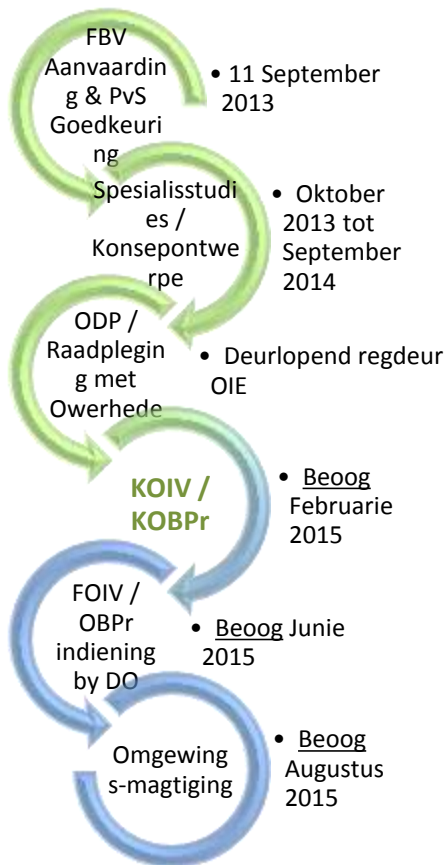 FBV
Aanvaardin
g & PvS
Goedkeuri
ng
• 11 September
2013
Spesialisstudi
es /
Konsepontwe
rpe
• Oktober
2013 tot
September
2014
ODP /
Raadplegin
g met
Owerhede
• Deurlopend regdeur
OIE
KOIV /
KOBPr
• Beoog
Februarie
2015
FOIV /
OBPr
indiening
by DO
• Beoog Junie
2015
Omgewing
s-magtiging
• Beoog
Augustus
2015